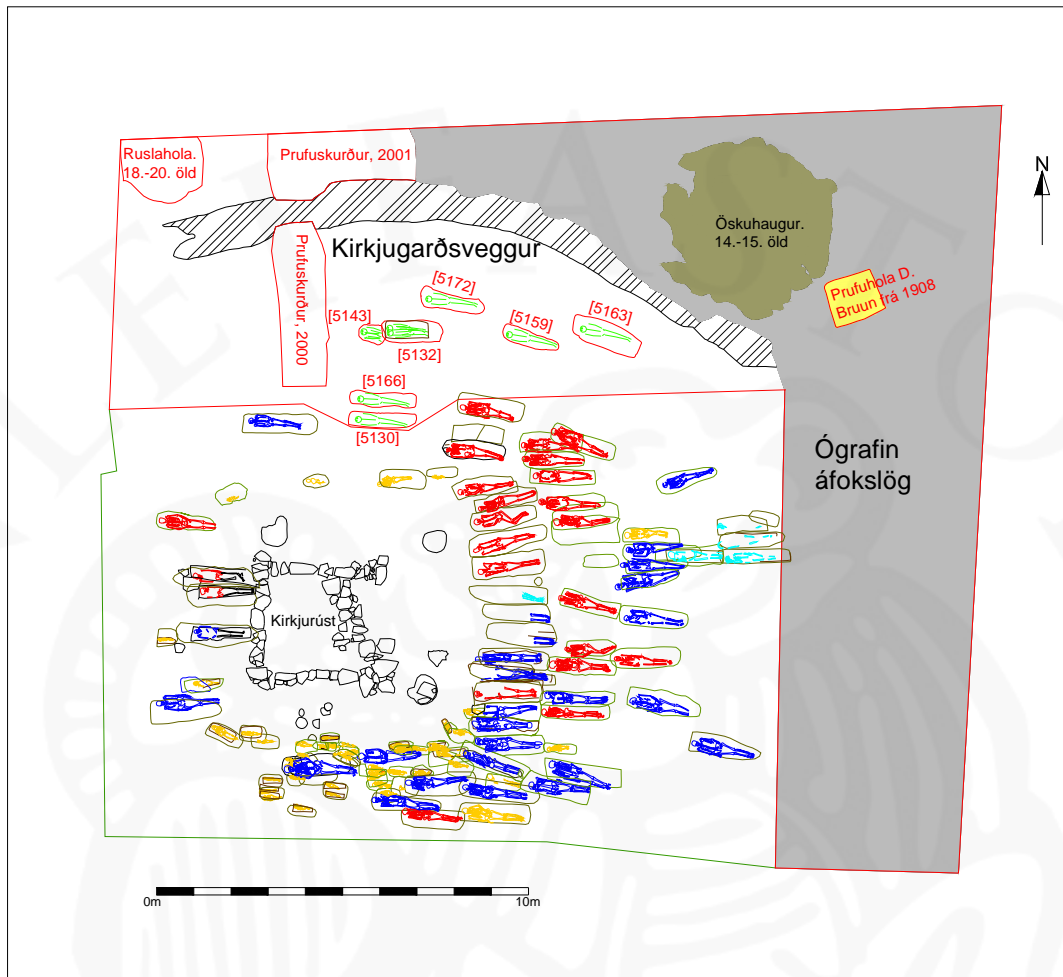 Ruslahola.
18.-20. öld
Prufuskurður, 2001
N
Öskuhaugur.
14.-15. öld
Kirkjugarðsveggur
Prufuskurður, 2000
Prufuhola D.
Bruun frá 1908
[5172]
[5143]
[5132]
[5159]
[5163]
[5166]
[5130]
Ógrafin
áfokslög
Kirkjurúst
0m
10m